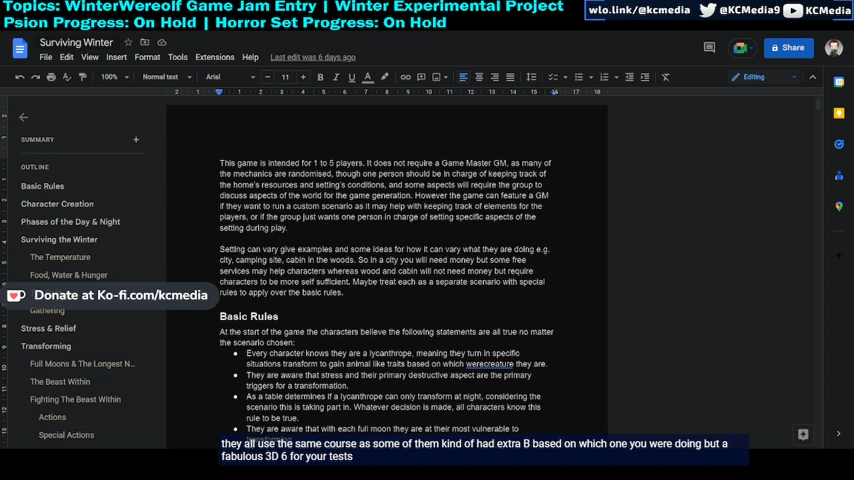 Topics: WinterWereolf Game Jam Entry | Winter Experimental Project
Psion Progress: On Hold | Horror Set Progress: On Hold
wlo.link/@kcmedia
@KCMedia9
KCMedia
Surviving Winter
File Edit View Insert Format Tools Extensions Help Last edit was 6 days ago
Share
100% Normal text Arial 11
Editing
SUMMARY
OUTLINE
Basic Rules
Character Creation
Phases of the Day & Night
Surviving the Winter
The Temperature
Food, Water & Hunger
Donate at Ko-fi.com/kcmedia
Gathering
Stress & Relief
Transforming
Full Moons & The Longest N...
The Beast Within
Fighting The Beast Within
Actions
Special Actions
This game is intended for 1 to 5 players. It does not require a Game Master GM, as many of
the mechanics are randomised, though one person should be in charge of keeping track of
the home's resources and setting's conditions, and some aspects will require the group to
discuss aspects of the world for the game generation. However the game can feature a GM
if they want to run a custom scenario as it may help with keeping track of elements for the
players, or if the group just wants one person in charge of setting specific aspects of the
setting during play.
Setting can vary give examples and some ideas for how it can vary what they are doing e.g.
city, camping site, cabin in the woods. So in a city you will need money but some free
services may help characters whereas wood and cabin will not need money but require
characters to be more self sufficient. Maybe treat each as a separate scenario with special
rules to apply over the basic rules.
Basic Rules
At the start of the game the characters believe the following statements are all true no matter
the scenario chosen:
● Every character knows they are a lycanthrope, meaning they turn in specific
situations transform to gain animal like traits based on which werecreature they are.
● They are aware that stress and their primary destructive aspect are the primary
triggers for a transformation.
● As a table determines if a lycanthrope can only transform at night, considering the
scenario this is taking part in. Whatever decision is made, all characters know this
rule to be true.
● They are aware that with each full moon they are at their most vulnerable to
they all use the same course as some of them kind of had extra B based on which one you were doing but a
fabulous 3D 6 for your tests